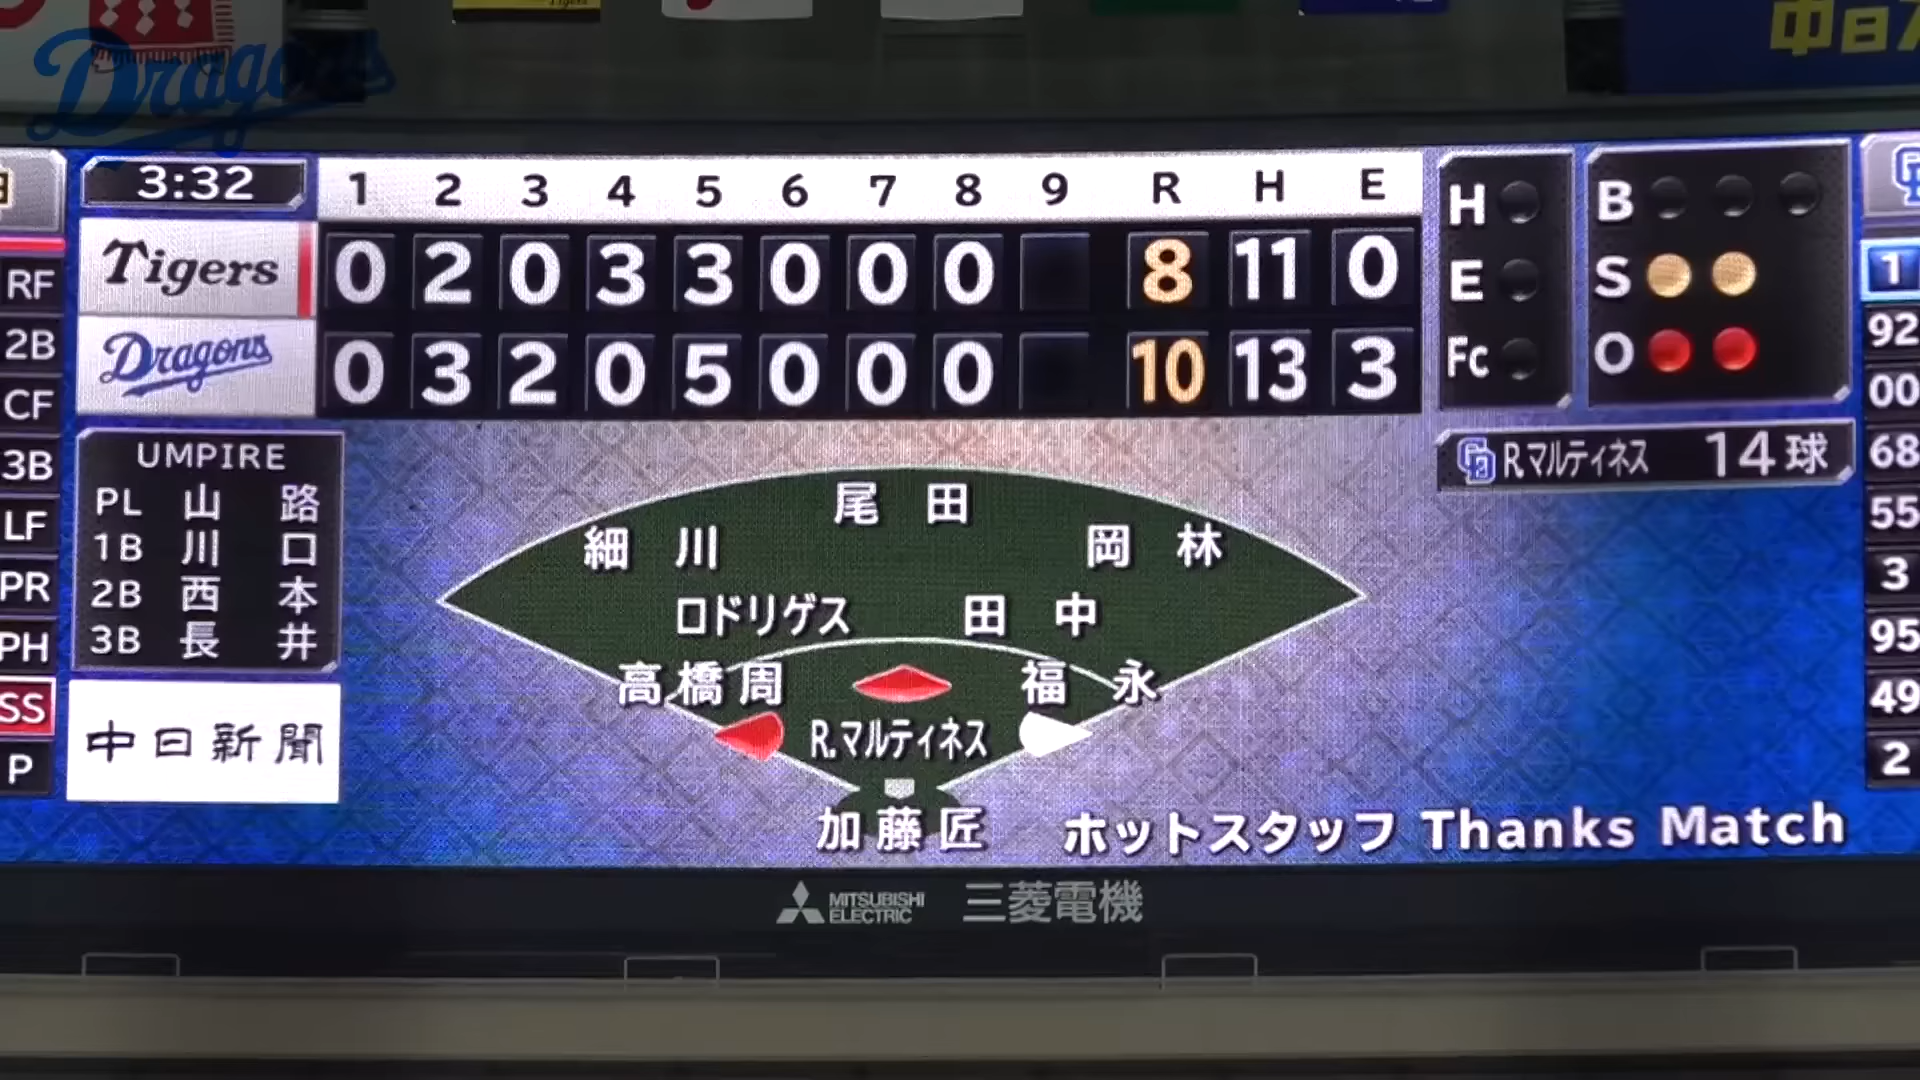 Tigers
中日
Dragons
3:32 1 2 3 4 5 6 7 8 9 R H E
Tigers 0 2 0 3 3 0 0 0 8 11 0
Dragons 0 3 2 0 5 0 0 0 10 13 3
H B
E S
Fc O
R.マルティネス 14球
RF
2B
CF
3B
LF
PR
PH
SS
P
UMPIRE
PL 山路
1B 川口
2B 西本
3B 長井
中日新聞
尾田
細川 岡林
ロドリゲス 田中
高橋周 福永
R.マルティネス
加藤匠
ホットスタッフ Thanks Match
1
92
00
68
55
3
95
49
2
MITSUBISHI ELECTRIC 三菱電機